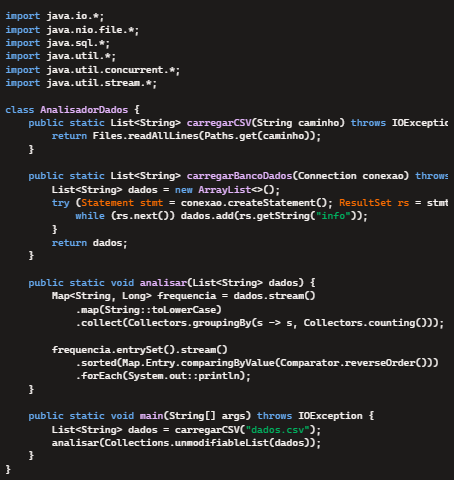 import java.io.*;
import java.nio.file.*;
import java.sql.*;
import java.util.*;
import java.util.concurrent.*;
import java.util.stream.*;

class AnalisadorDados {
    public static List<String> carregarCSV(String caminho) throws IOExceptio
        return Files.readAllLines(Paths.get(caminho));
    }

    public static List<String> carregarBancoDados(Connection conexao) throws
        List<String> dados = new ArrayList<>();
        try (Statement stmt = conexao.createStatement(); ResultSet rs = stmt
            while (rs.next()) dados.add(rs.getString("info"));
        }
        return dados;
    }

    public static void analisar(List<String> dados) {
        Map<String, Long> frequencia = dados.stream()
            .map(String::toLowerCase)
            .collect(Collectors.groupingBy(s -> s, Collectors.counting()));

        frequencia.entrySet().stream()
            .sorted(Map.Entry.comparingByValue(Comparator.reverseOrder()))
            .forEach(System.out::println);
    }

    public static void main(String[] args) throws IOException {
        List<String> dados = carregarCSV("dados.csv");
        analisar(Collections.unmodifiableList(dados));
    }
}